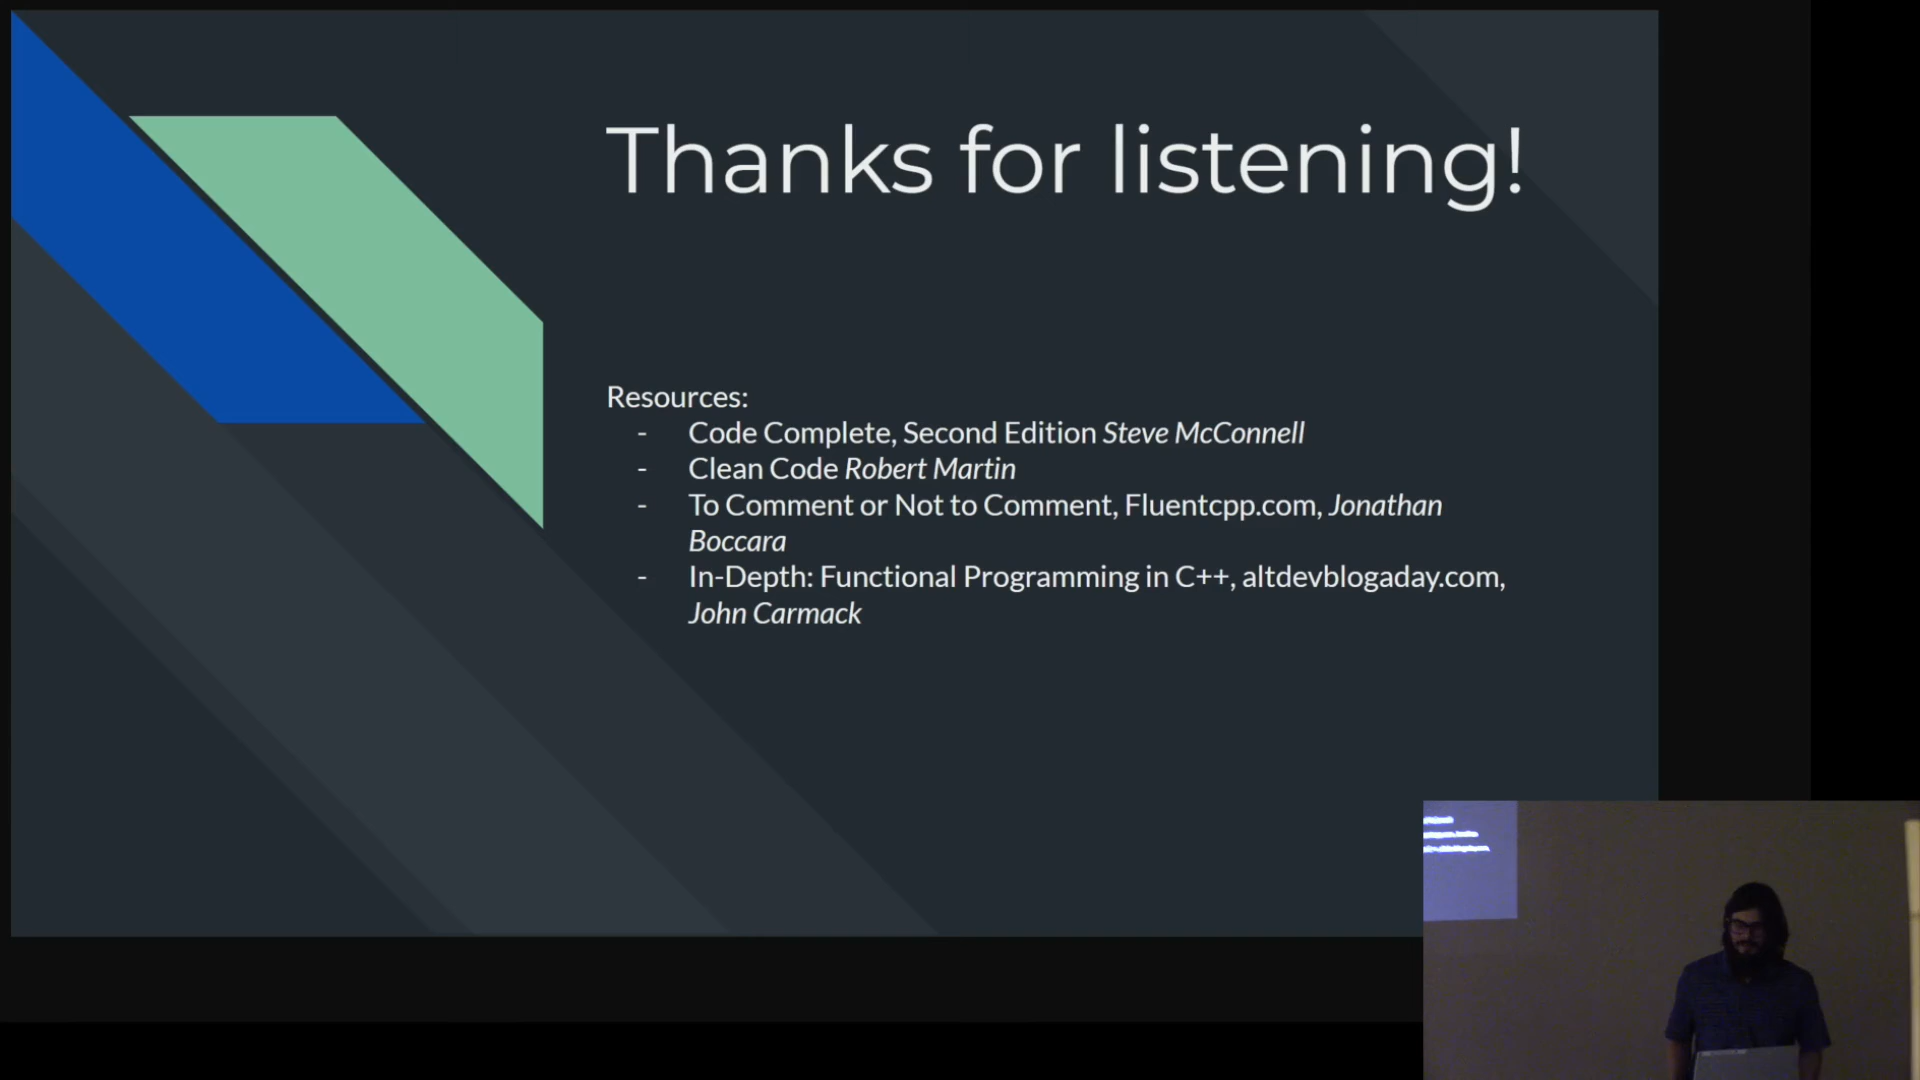 Thanks for listening!
Resources:
- Code Complete, Second Edition Steve McConnell
- Clean Code Robert Martin
- To Comment or Not to Comment, Fluentcpp.com, Jonathan
Boccara
- In-Depth: Functional Programming in C++, altdevblogaday.com,
John Carmack